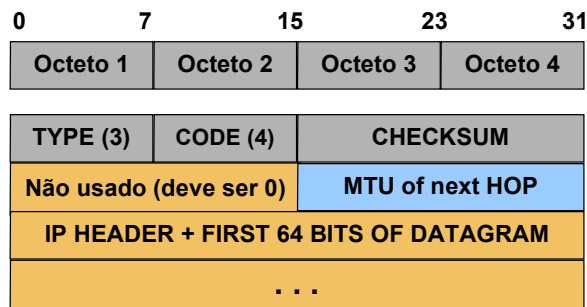 0 7 15 23 31
Octeto 1 Octeto 2 Octeto 3 Octeto 4
TYPE (3) CODE (4) CHECKSUM
Não usado (deve ser 0) MTU of next HOP
IP HEADER + FIRST 64 BITS OF DATAGRAM
. . .